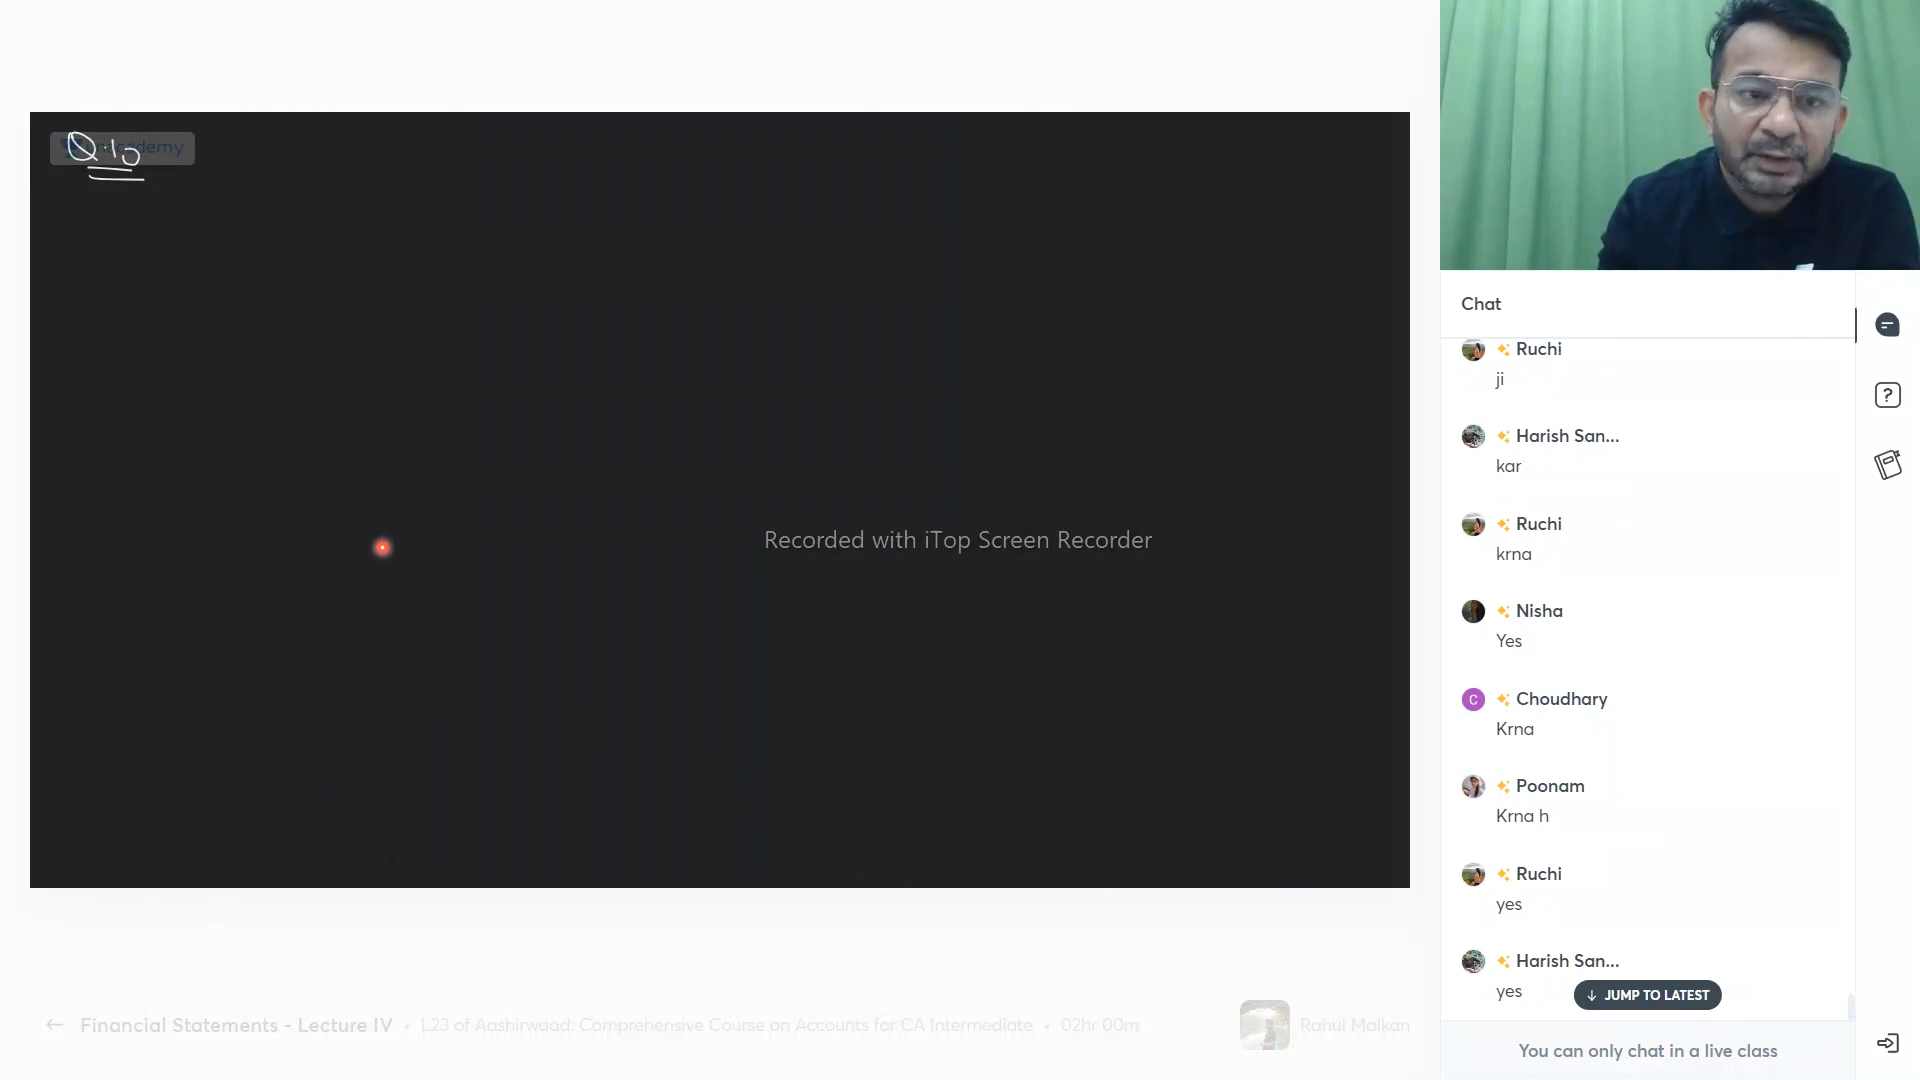 Q.10
unacademy
Recorded with iTop Screen Recorder
Chat
Ruchi
ji
Harish San...
kar
Ruchi
krna
Nisha
Yes
C
Choudhary
Krna
Poonam
Krna h
Ruchi
yes
Harish San...
yes
JUMP TO LATEST
You can only chat in a live class
Financial Statements - Lecture IV • L23 of Aashirwaad: Comprehensive Course on Accounts for CA Intermediate • 02hr 00m
Rahul Malkan